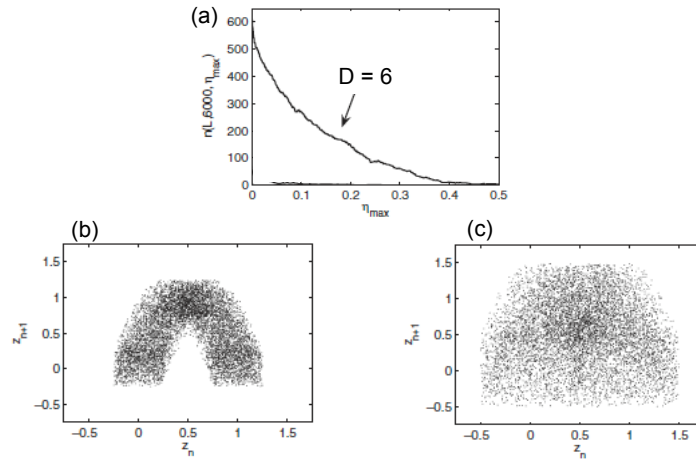 (a)
600
500
400
300
200
100
0
n(L,6000, η_max)
D = 6
0 0.1 0.2 0.3 0.4 0.5
η_max
(b)
1.5
1
0.5
0
−0.5
z_n+1
−0.5 0 0.5 1 1.5
z_n
(c)
1.5
1
0.5
0
−0.5
z_n+1
−0.5 0 0.5 1 1.5
z_n